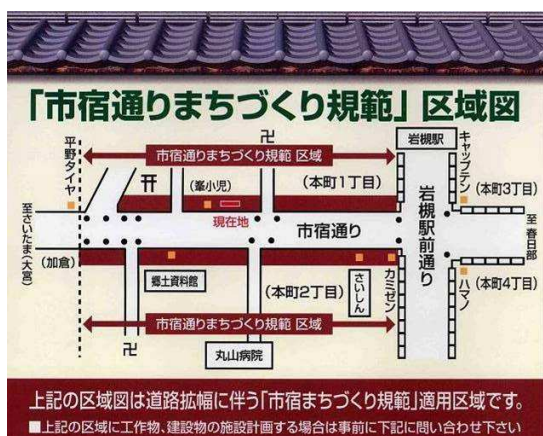 「市宿通りまちづくり規範」区域図
平野タイヤ
卍
岩槻駅
キャップテン
市宿通りまちづくり規範 区域
(峯小児)
(本町1丁目)
(本町3丁目)
現在地
至さいたま(大宮)
市宿通り
岩槻駅前通り
至春日部
(加倉)
郷土資料館
(本町2丁目)
さいしん
カミゼン
ハマノ
(本町4丁目)
市宿通りまちづくり規範 区域
卍
丸山病院
上記の区域図は道路拡幅に伴う「市宿まちづくり規範」適用区域です。
■上記の区域に工作物、建設物の施設計画する場合は事前に下記に問い合わせ下さい